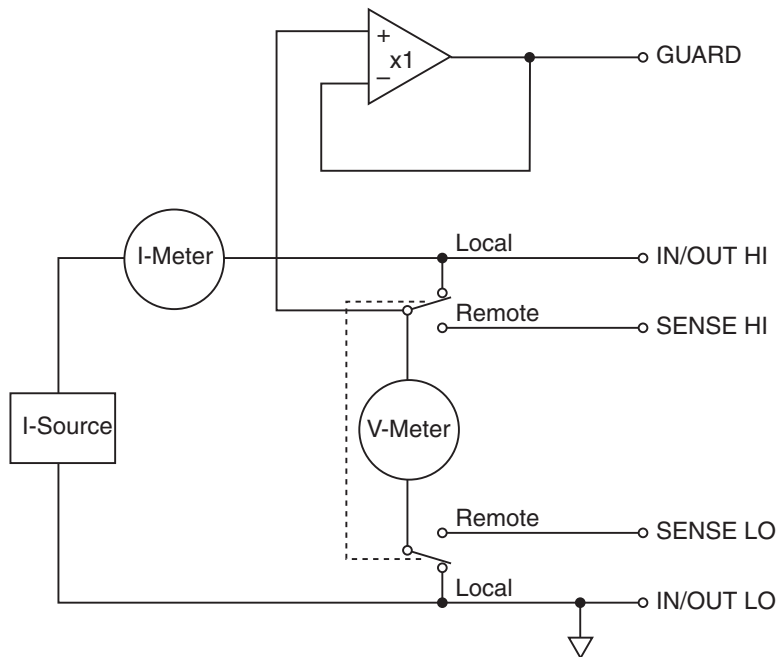 +
x1
–
GUARD
Local
IN/OUT HI
I-Meter
Remote
SENSE HI
I-Source
V-Meter
Remote
SENSE LO
Local
IN/OUT LO